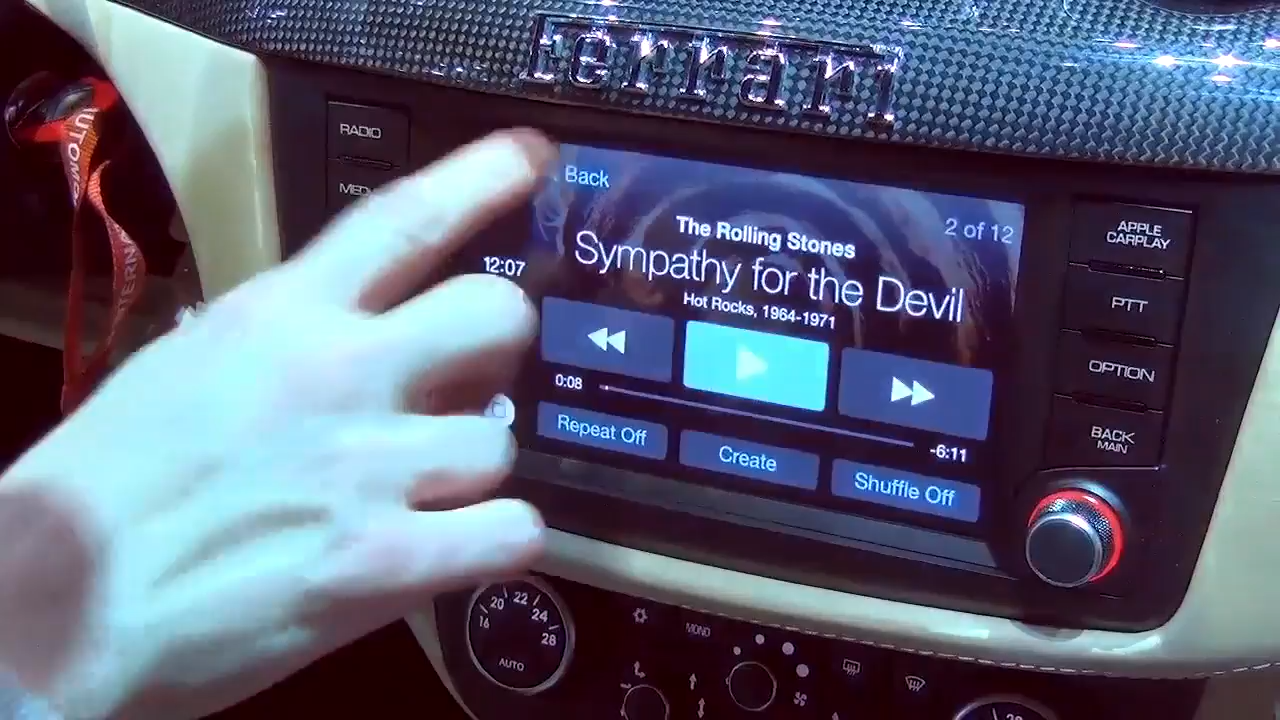 Ferrari
RADIO
Back
2 of 12
The Rolling Stones
Sympathy for the Devil
Hot Rocks, 1964-1971
12:07
0:08
-6:11
Repeat Off
Create
Shuffle Off
APPLE
CARPLAY
PTT
OPTION
BACK
MAIN
16
20
22
24
28
AUTO
MONO